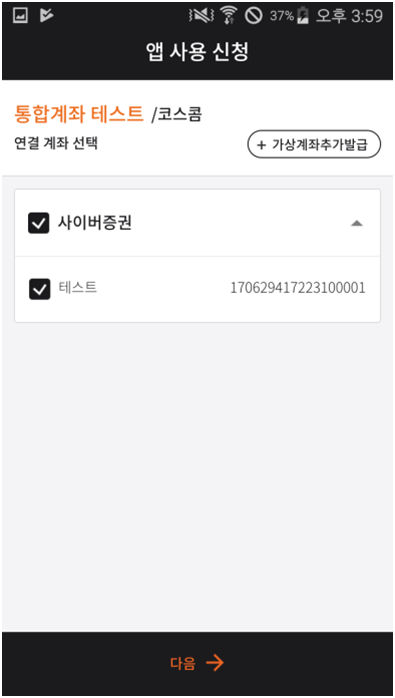 37% 오후 3:59
앱 사용 신청
통합계좌 테스트 /코스콤
연결 계좌 선택
+ 가상계좌추가발급
사이버증권
테스트 170629417223100001
다음 →